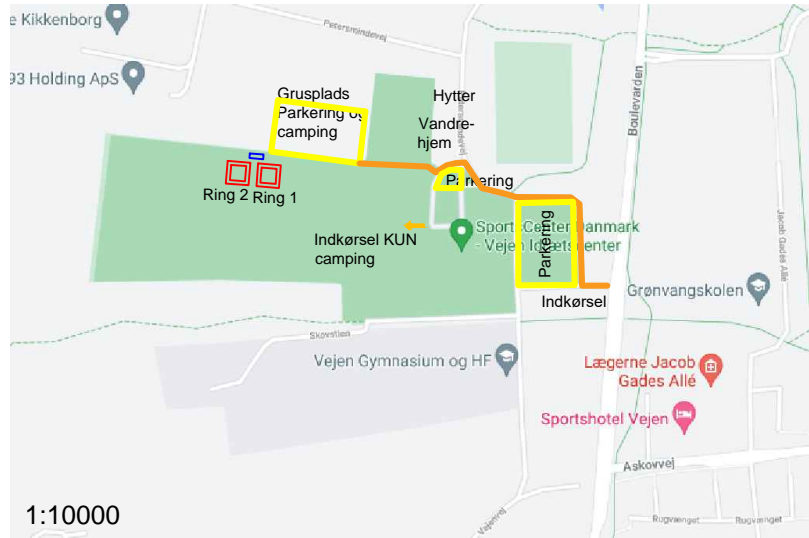 e Kikkenborg
Petersmindevej
93 Holding ApS
Grusplads
Parkering og
camping
Hytter
Vandre-
hjem
Boulevarden
Ring 2
Ring 1
Parkering
Indkørsel KUN
camping
SportsCenter Danmark
- Vejen Idrætscenter
Parkering
Jacob Gades Allé
Indkørsel
Grønvangskolen
Skovstien
Vejen Gymnasium og HF
Lægerne Jacob
Gades Allé
Sportshotel Vejen
Askovvej
Vejenvej
Rugvænget
Rugvænget
1:10000